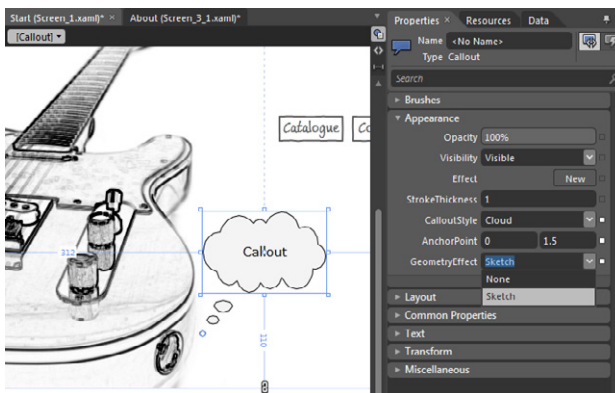 Start (Screen_1.xaml)* ×
About (Screen_3_1.xaml)*
[Callout]
Catalogue
Co
312
Callout
110
Properties ×
Resources
Data
Name <No Name>
Type Callout
Search
Brushes
Appearance
Opacity 100%
Visibility Visible
Effect New
StrokeThickness 1
CalloutStyle Cloud
AnchorPoint 0 1.5
GeometryEffect Sketch
None
Sketch
Layout
Common Properties
Text
Transform
Miscellaneous